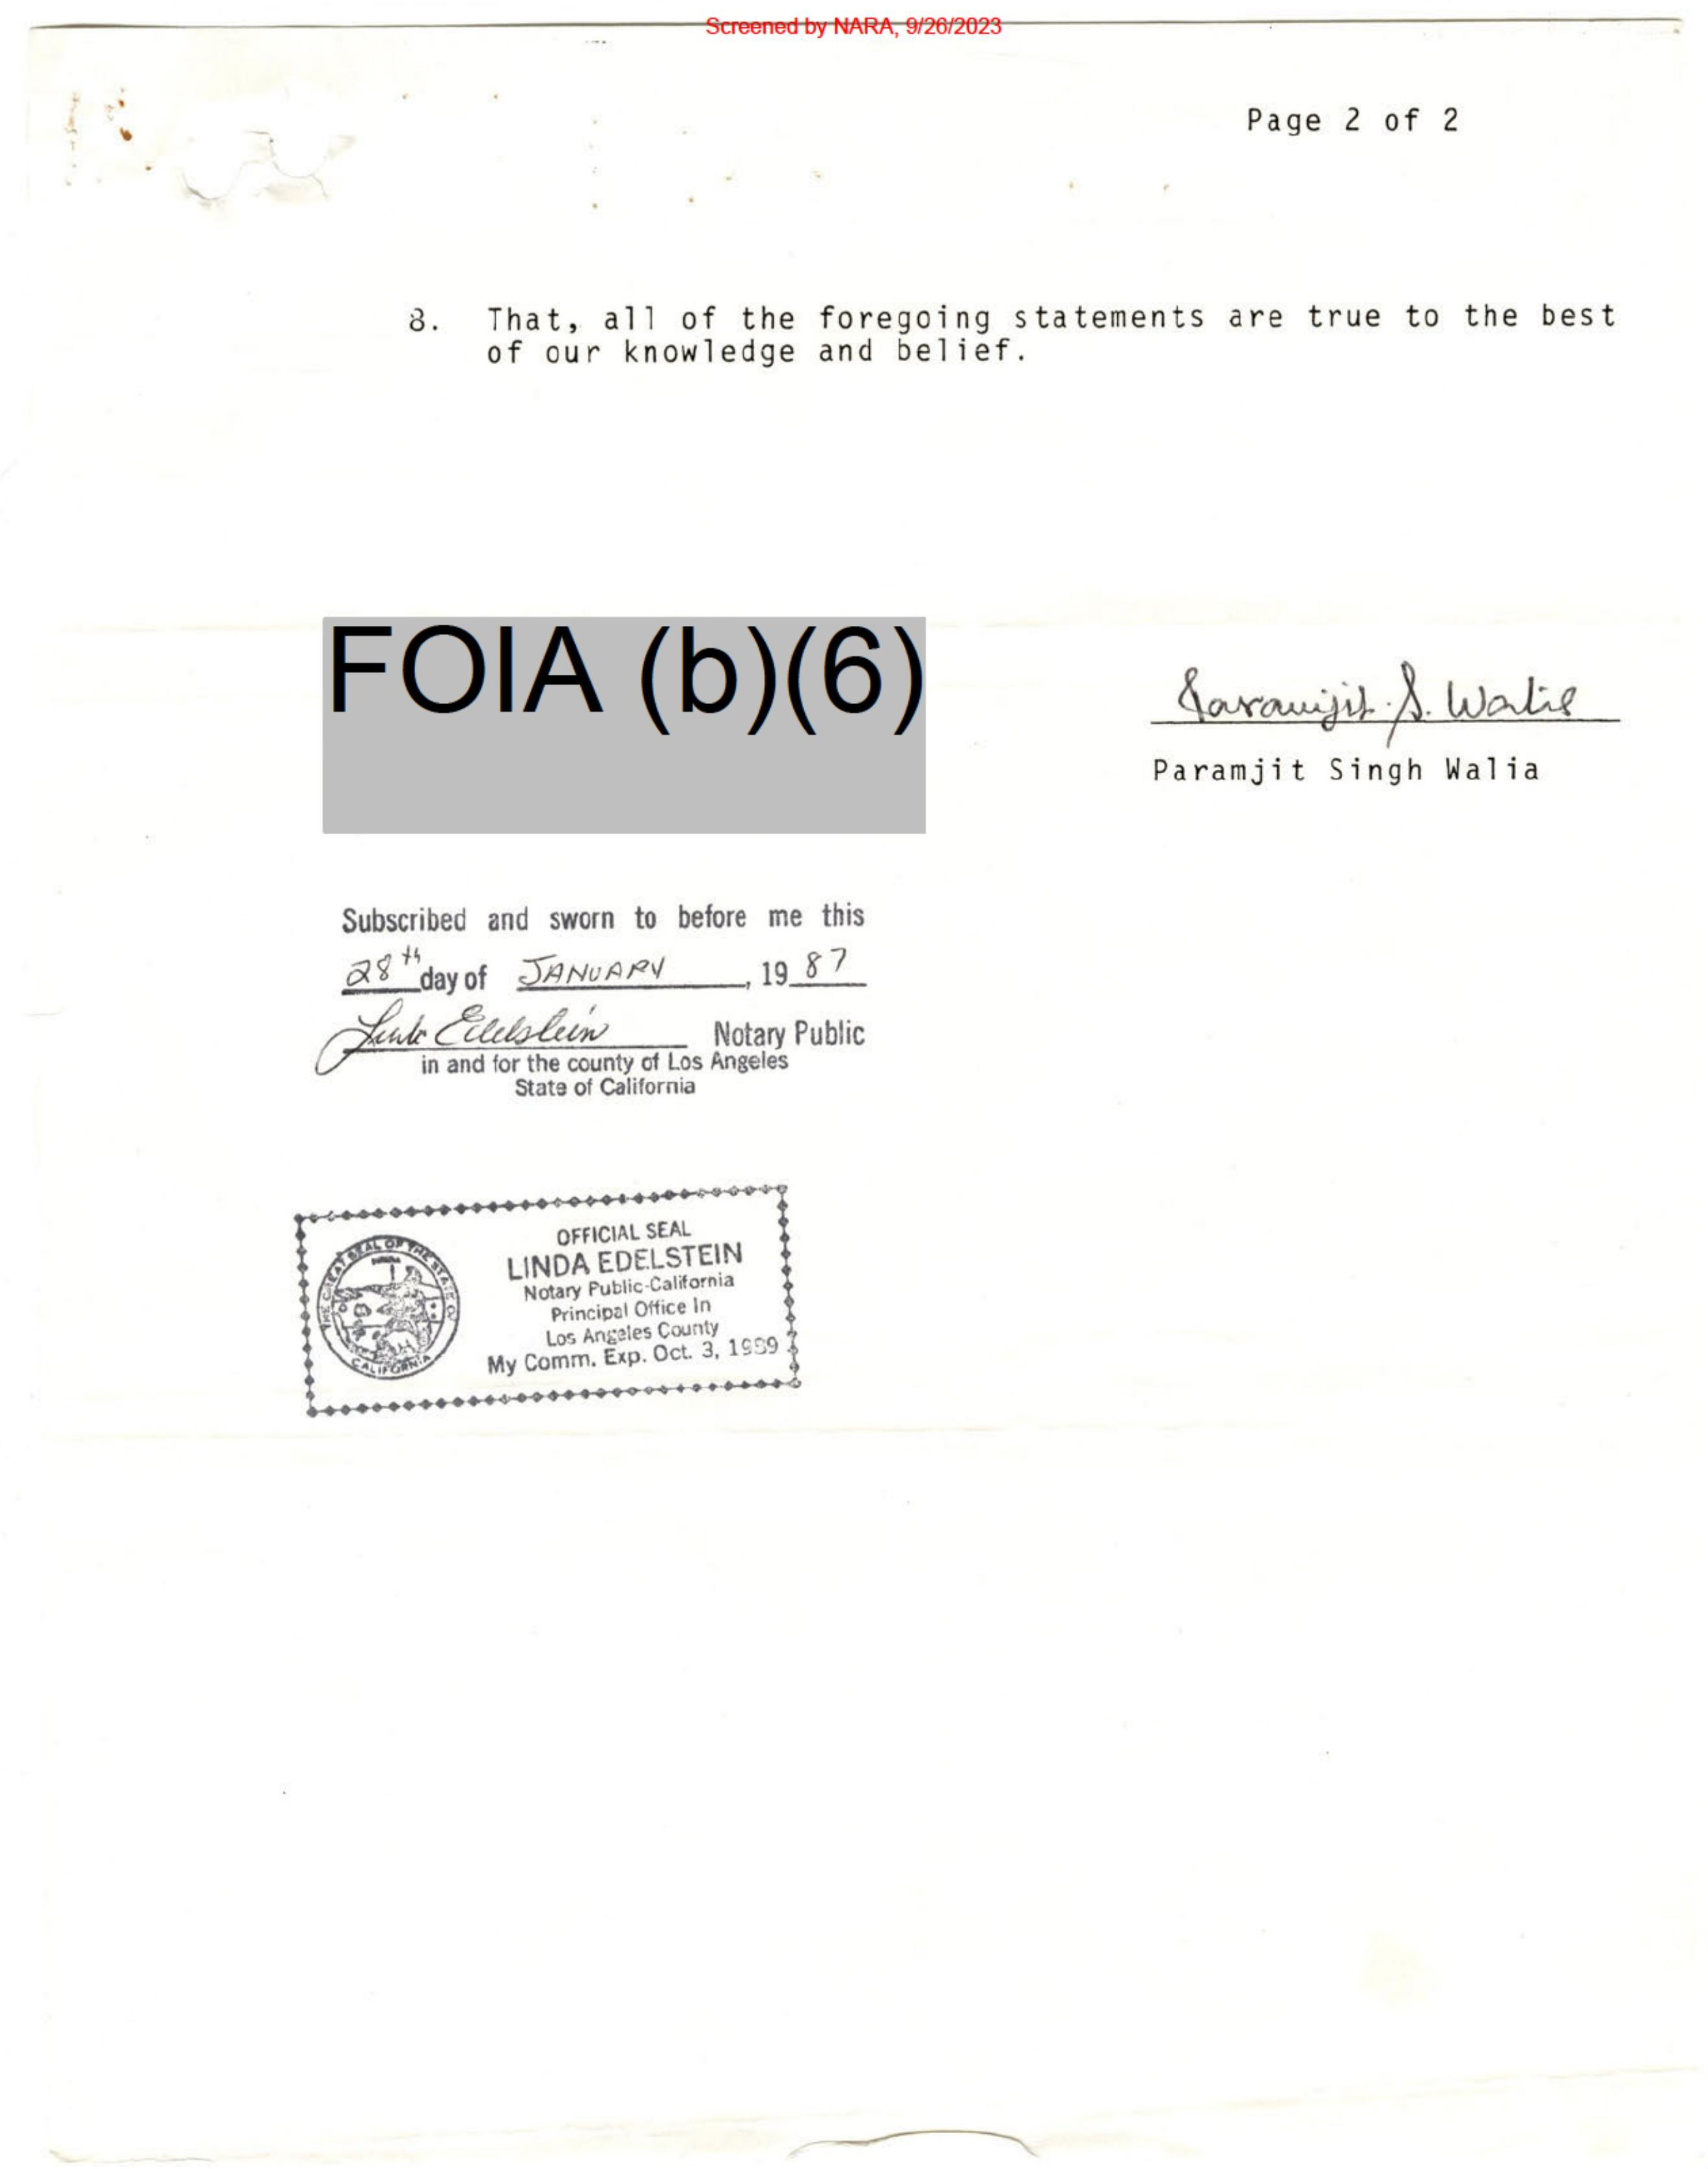 Screened by NARA, 9/26/2023
Page 2 of 2
8. That, all of the foregoing statements are true to the best
of our knowledge and belief.
FOIA (b)(6)
Paramjit S. Walia
Paramjit Singh Walia
Subscribed and sworn to before me this
28th day of JANUARY, 19 87
Linda Edelstein Notary Public
in and for the county of Los Angeles
State of California
THE GREAT SEAL OF THE STATE OF CALIFORNIA
OFFICIAL SEAL
LINDA EDELSTEIN
Notary Public-California
Principal Office In
Los Angeles County
My Comm. Exp. Oct. 3, 1989